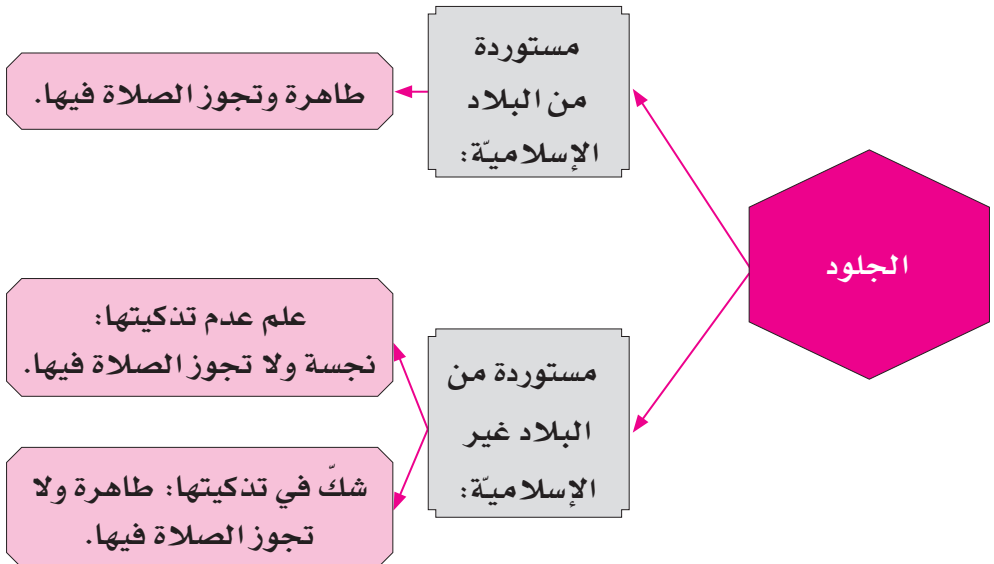 الجلود
مستوردة
من البلاد
الإسلاميّة:
طاهرة وتجوز الصلاة فيها.
مستوردة من
البلاد غير
الإسلاميّة:
علم عدم تذكيتها:
نجسة ولا تجوز الصلاة فيها.
شكّ في تذكيتها: طاهرة ولا
تجوز الصلاة فيها.